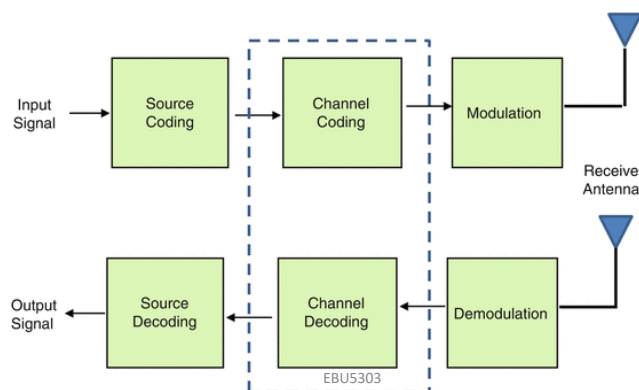 Input
Signal
Source
Coding
Channel
Coding
Modulation
Receive
Antenna
Output
Signal
Source
Decoding
Channel
Decoding
Demodulation
EBU5303